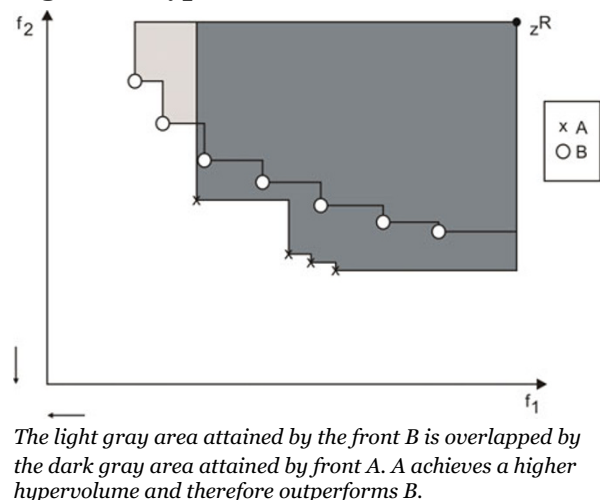 f2
zR
x A
B
f1
The light gray area attained by the front B is overlapped by
the dark gray area attained by front A. A achieves a higher
hypervolume and therefore outperforms B.